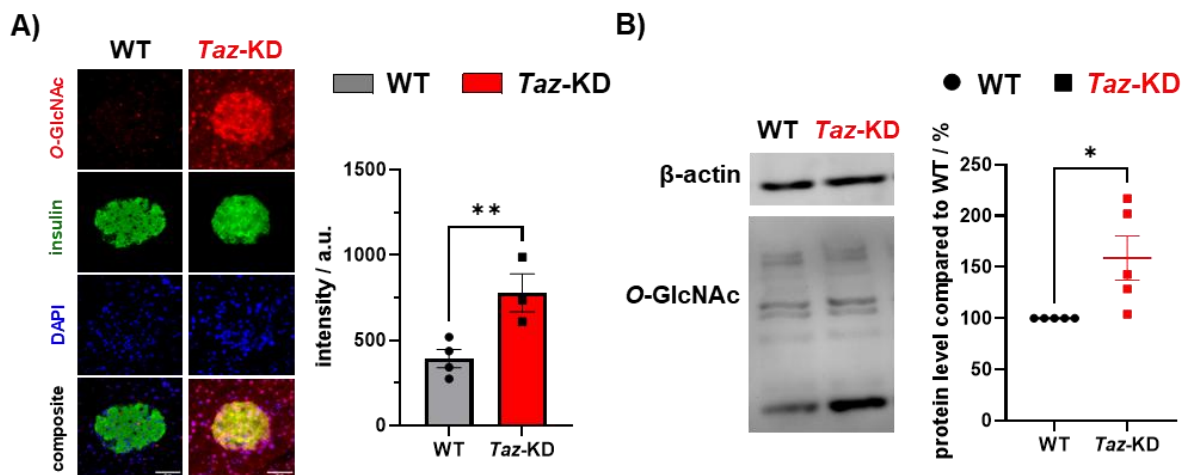 A)
WT
Taz-KD
O-GlcNAc
insulin
DAPI
composite
WT
Taz-KD
intensity / a.u.
1500
1000
500
0
**
WT
Taz-KD
B)
WT
Taz-KD
β-actin
O-GlcNAc
WT
Taz-KD
protein level compared to WT / %
250
200
150
100
50
0
*
WT
Taz-KD